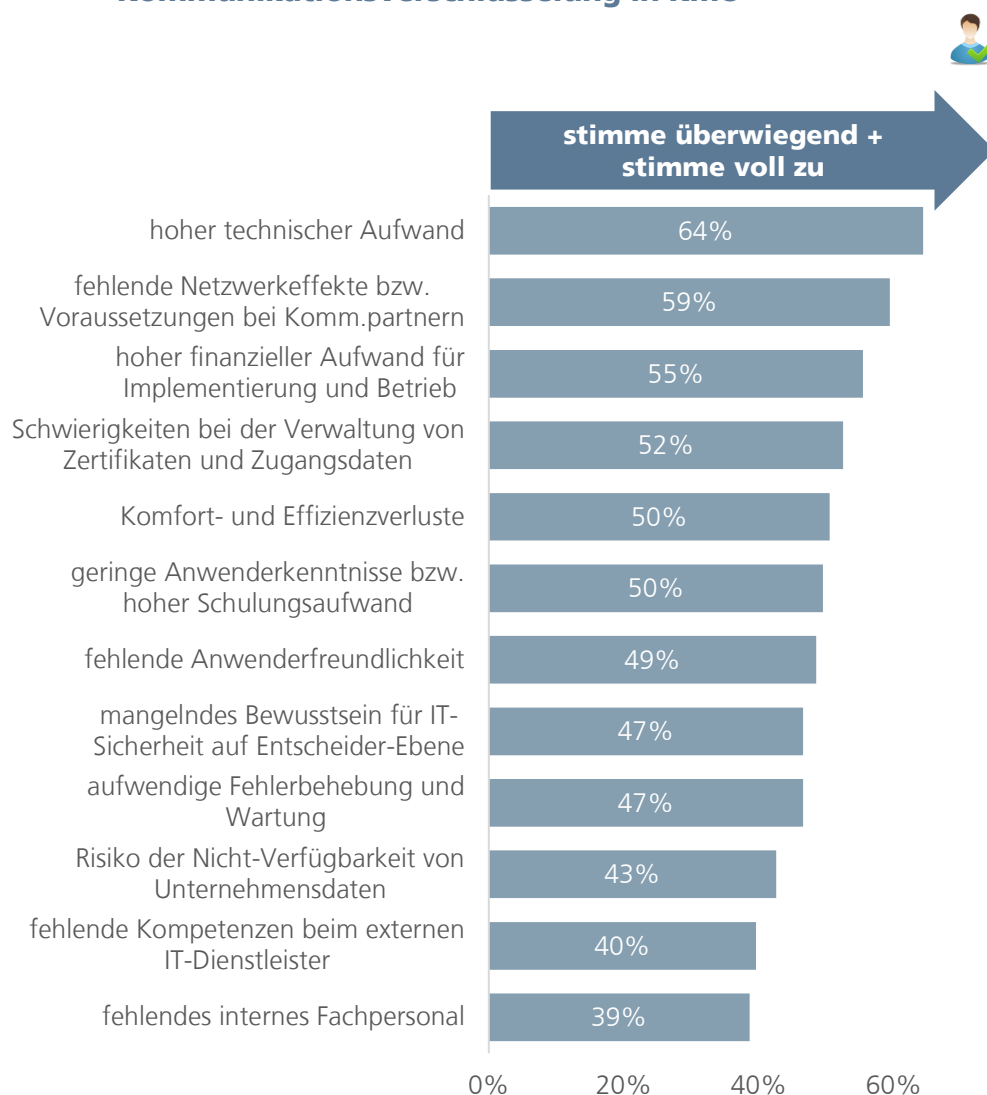 Kommunikationsverschlüsselung in KMU
stimme überwiegend +
stimme voll zu
hoher technischer Aufwand
64%
fehlende Netzwerkeffekte bzw.
Voraussetzungen bei Komm.partnern
59%
hoher finanzieller Aufwand für
Implementierung und Betrieb
55%
Schwierigkeiten bei der Verwaltung von
Zertifikaten und Zugangsdaten
52%
Komfort- und Effizienzverluste
50%
geringe Anwenderkenntnisse bzw.
hoher Schulungsaufwand
50%
fehlende Anwenderfreundlichkeit
49%
mangelndes Bewusstsein für IT-
Sicherheit auf Entscheider-Ebene
47%
aufwendige Fehlerbehebung und
Wartung
47%
Risiko der Nicht-Verfügbarkeit von
Unternehmensdaten
43%
fehlende Kompetenzen beim externen
IT-Dienstleister
40%
fehlendes internes Fachpersonal
39%
0% 20% 40% 60%